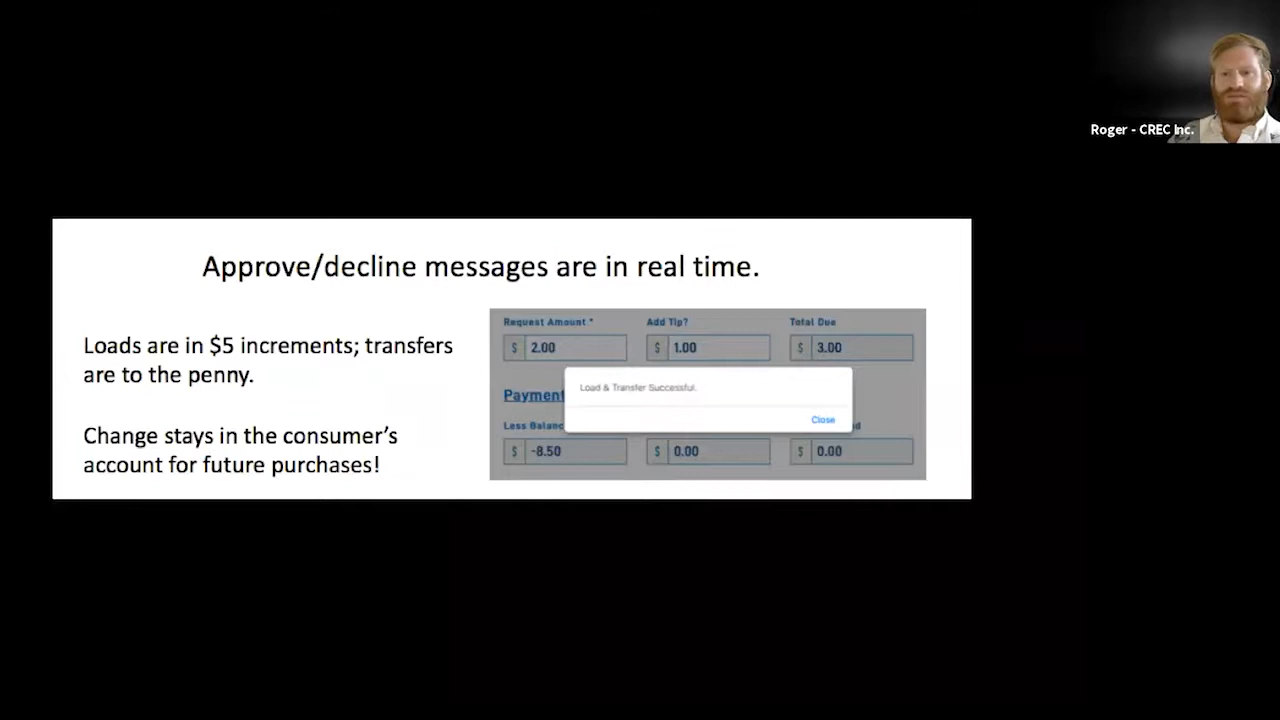 Roger - CREC Inc.
Approve/decline messages are in real time.
Loads are in $5 increments; transfers
are to the penny.
Change stays in the consumer’s
account for future purchases!
Request Amount * Add Tip? Total Due
$ 2.00 $ 1.00 $ 3.00
Load & Transfer Successful.
Payment
Close
Less Balanc
$ -8.50 $ 0.00 $ 0.00